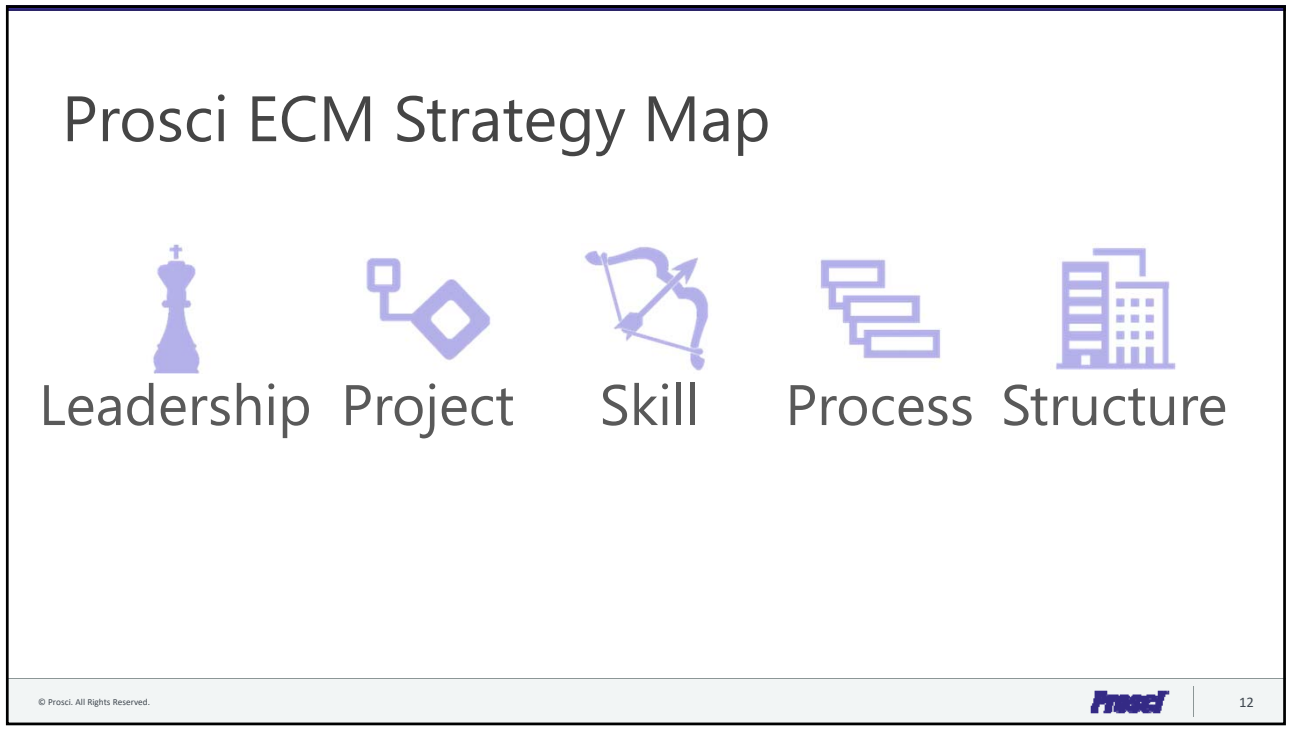 Prosci ECM Strategy Map
Leadership Project Skill Process Structure
© Prosci. All Rights Reserved.
Prosci
12